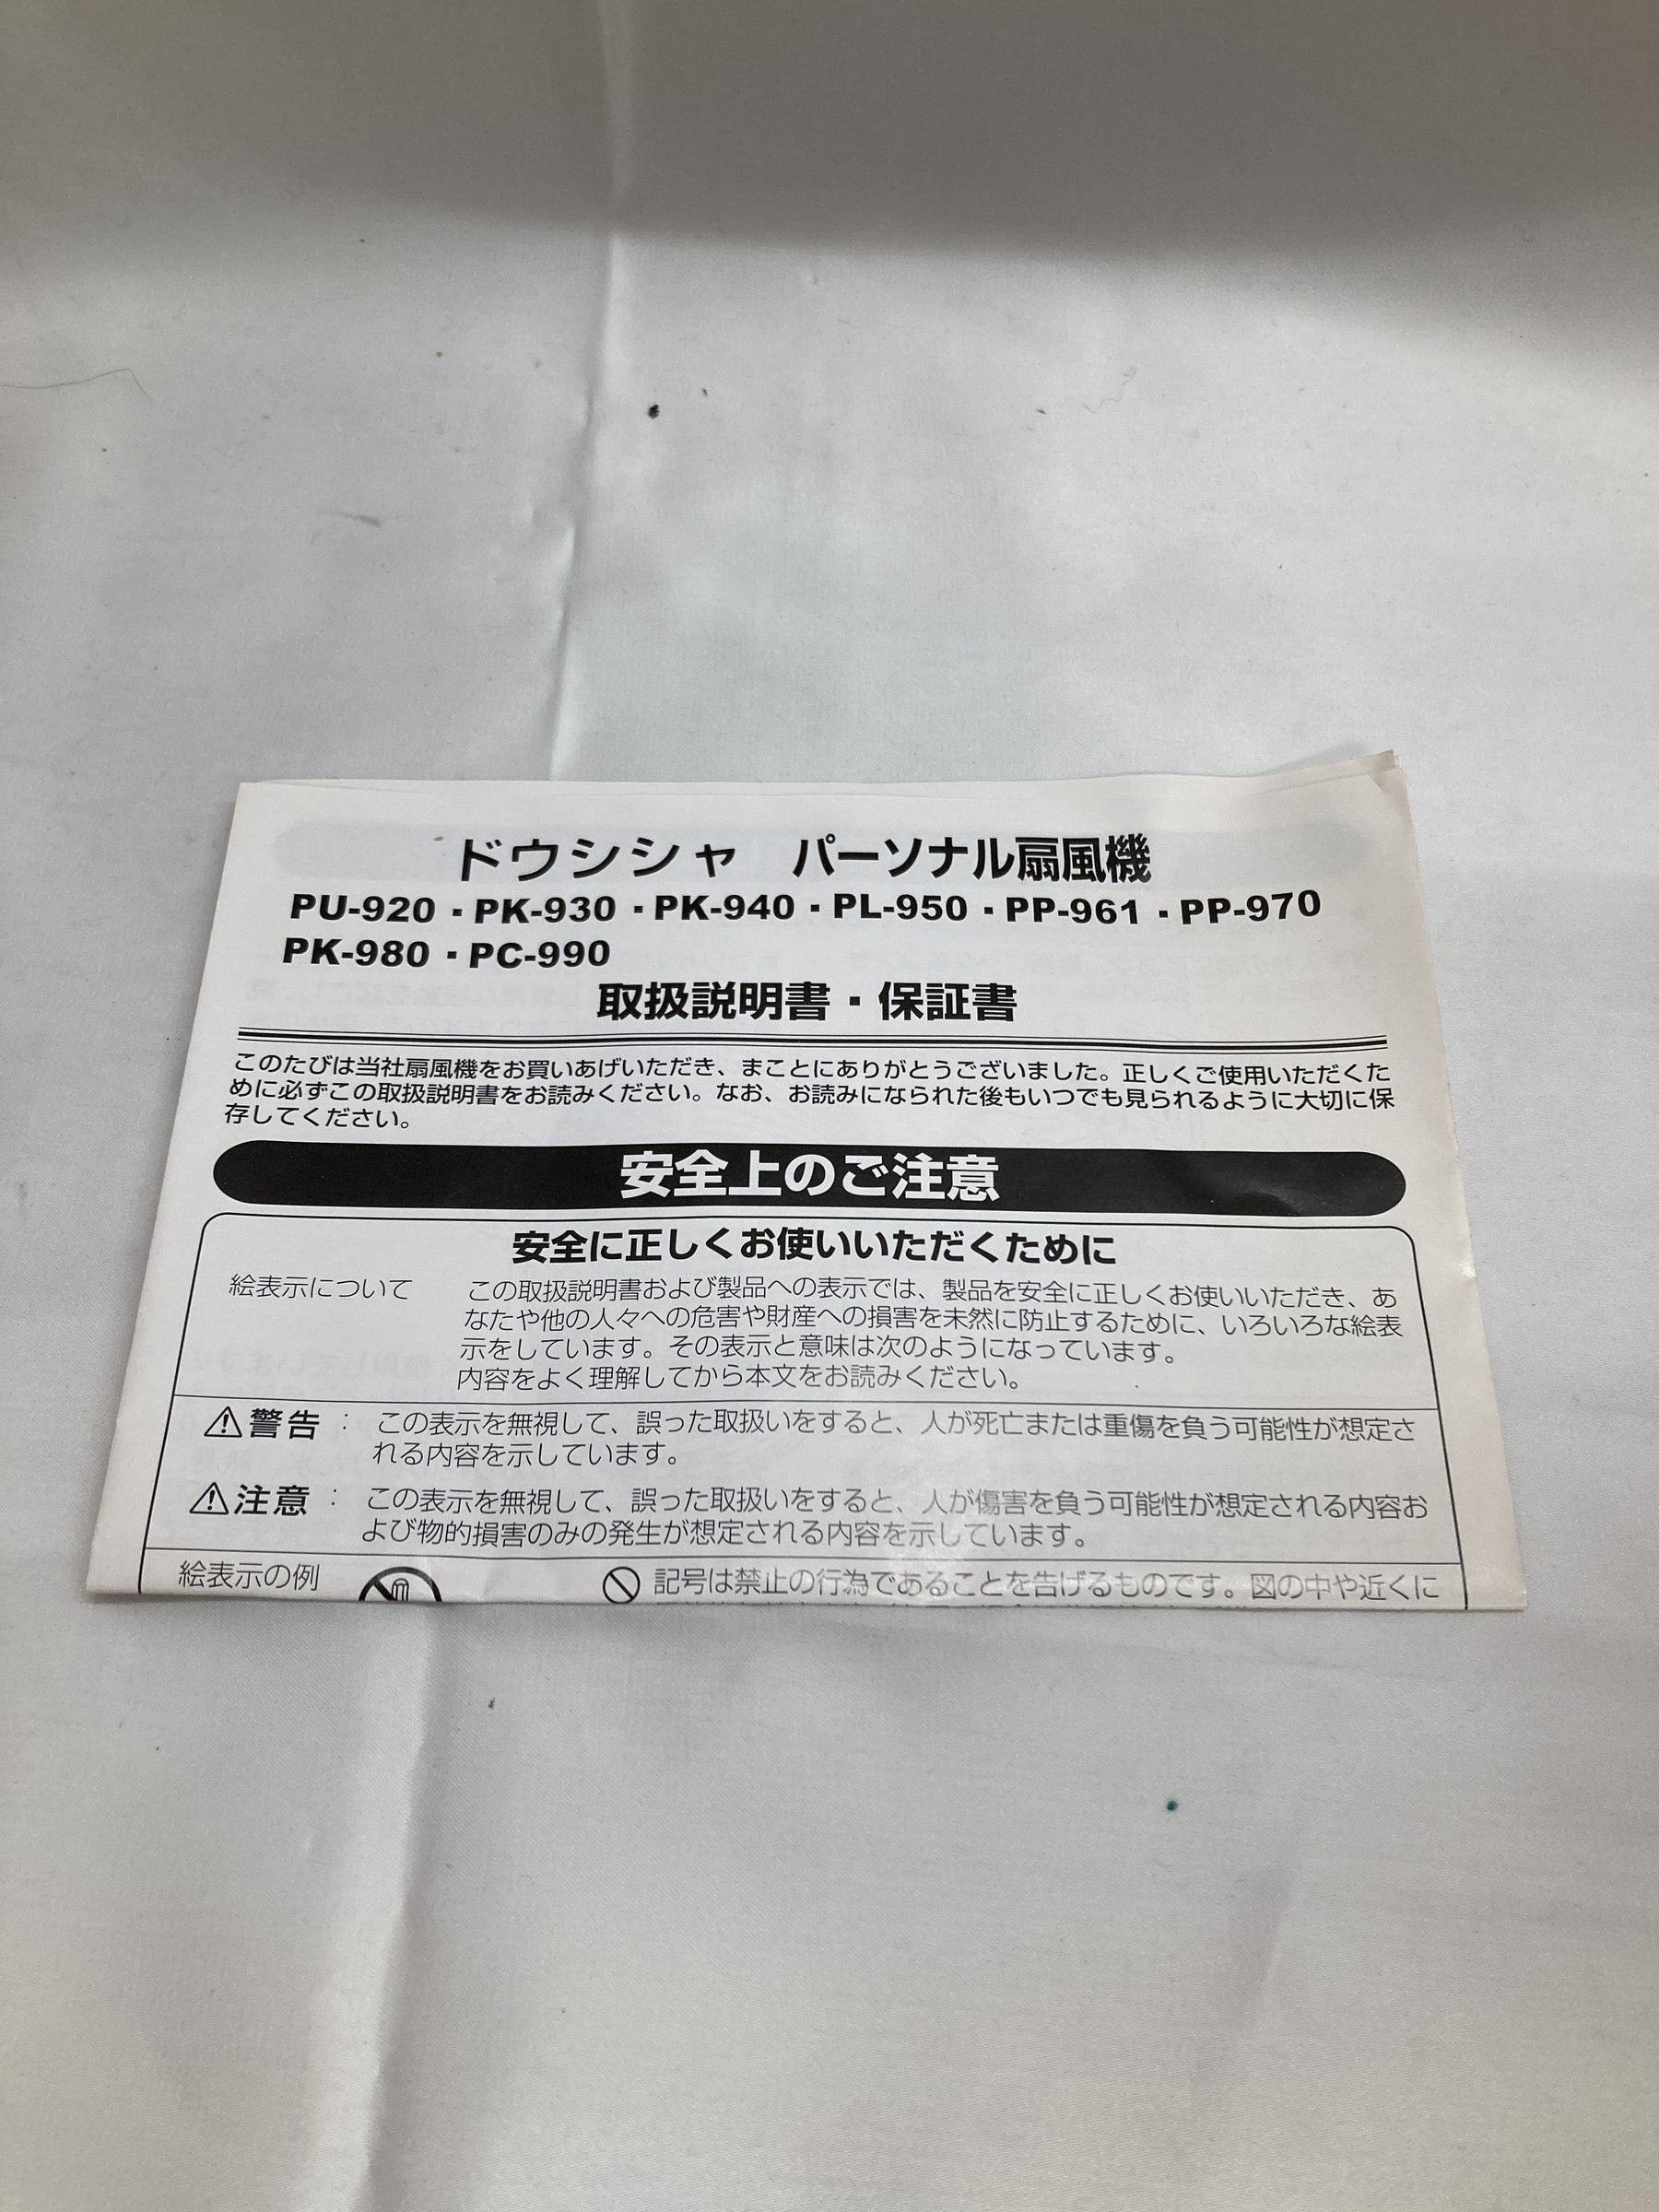 ドウシシャ　パーソナル扇風機
PU-920・PK-930・PK-940・PL-950・PP-961・PP-970
PK-980・PC-990
取扱説明書・保証書
このたびは当社扇風機をお買いあげいただき、まことにありがとうございました。正しくご使用いただくた
めに必ずこの取扱説明書をお読みください。なお、お読みになられた後もいつでも見られるように大切に保
存してください。
安全上のご注意
安全に正しくお使いいただくために
絵表示について　この取扱説明書および製品への表示では、製品を安全に正しくお使いいただき、あ
なたや他の人々への危害や財産への損害を未然に防止するために、いろいろな絵表
示をしています。その表示と意味は次のようになっています。
内容をよく理解してから本文をお読みください。
⚠警告：この表示を無視して、誤った取扱いをすると、人が死亡または重傷を負う可能性が想定さ
れる内容を示しています。
⚠注意：この表示を無視して、誤った取扱いをすると、人が傷害を負う可能性が想定される内容お
よび物的損害のみの発生が想定される内容を示しています。
絵表示の例　記号は禁止の行為であることを告げるものです。図の中や近くに